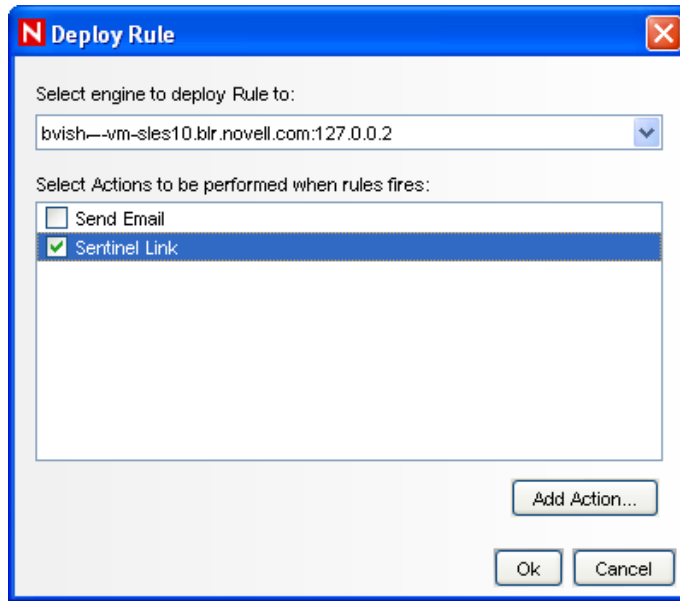 N Deploy Rule
Select engine to deploy Rule to:
bvish---vm-sles10.blr.novell.com:127.0.0.2
Select Actions to be performed when rules fires:
Send Email
Sentinel Link
Add Action...
Ok Cancel